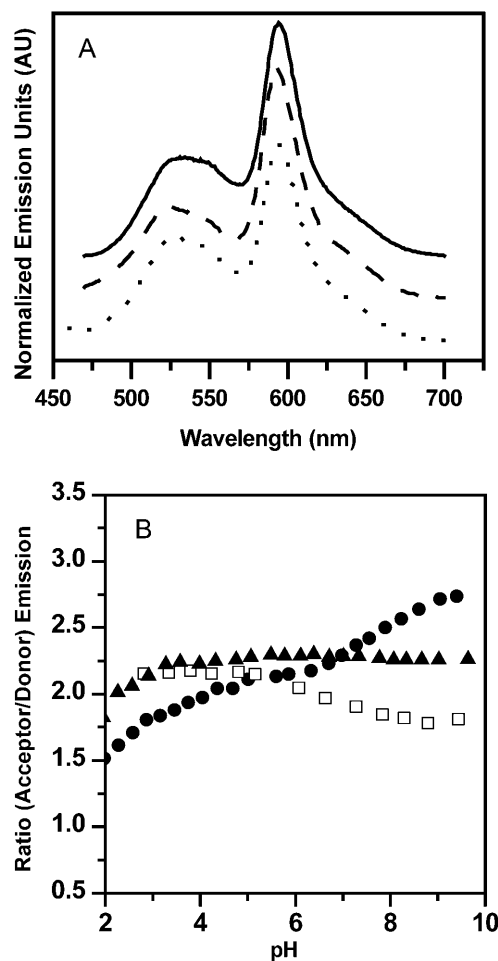 A
Normalized Emission Units (AU)
450 500 550 600 650 700
Wavelength (nm)
B
Ratio (Acceptor/Donor) Emission
3.5
3.0
2.5
2.0
1.5
1.0
0.5
2 4 6 8 10
pH